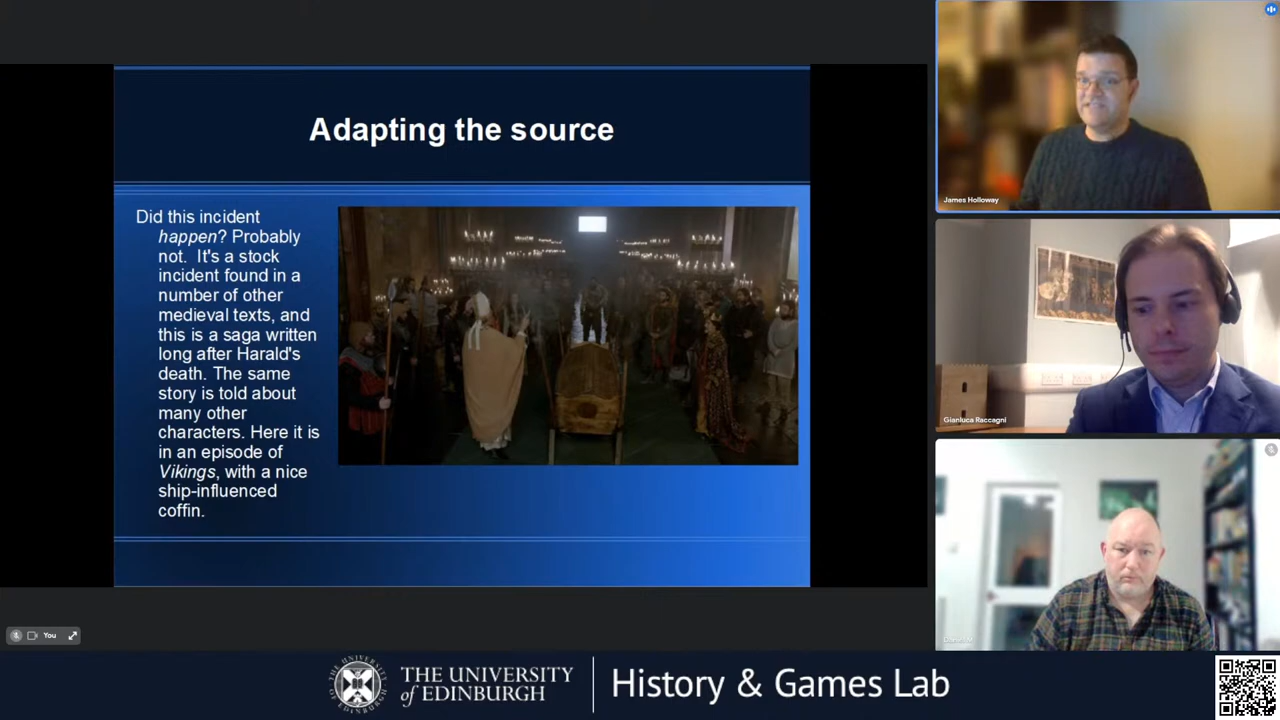 Adapting the source
Did this incident
happen? Probably
not. It's a stock
incident found in a
number of other
medieval texts, and
this is a saga written
long after Harald's
death. The same
story is told about
many other
characters. Here it is
in an episode of
Vikings, with a nice
ship-influenced
coffin.
James Holloway
Gianluca Raccagni
You
THE UNIVERSITY
of EDINBURGH
History & Games Lab